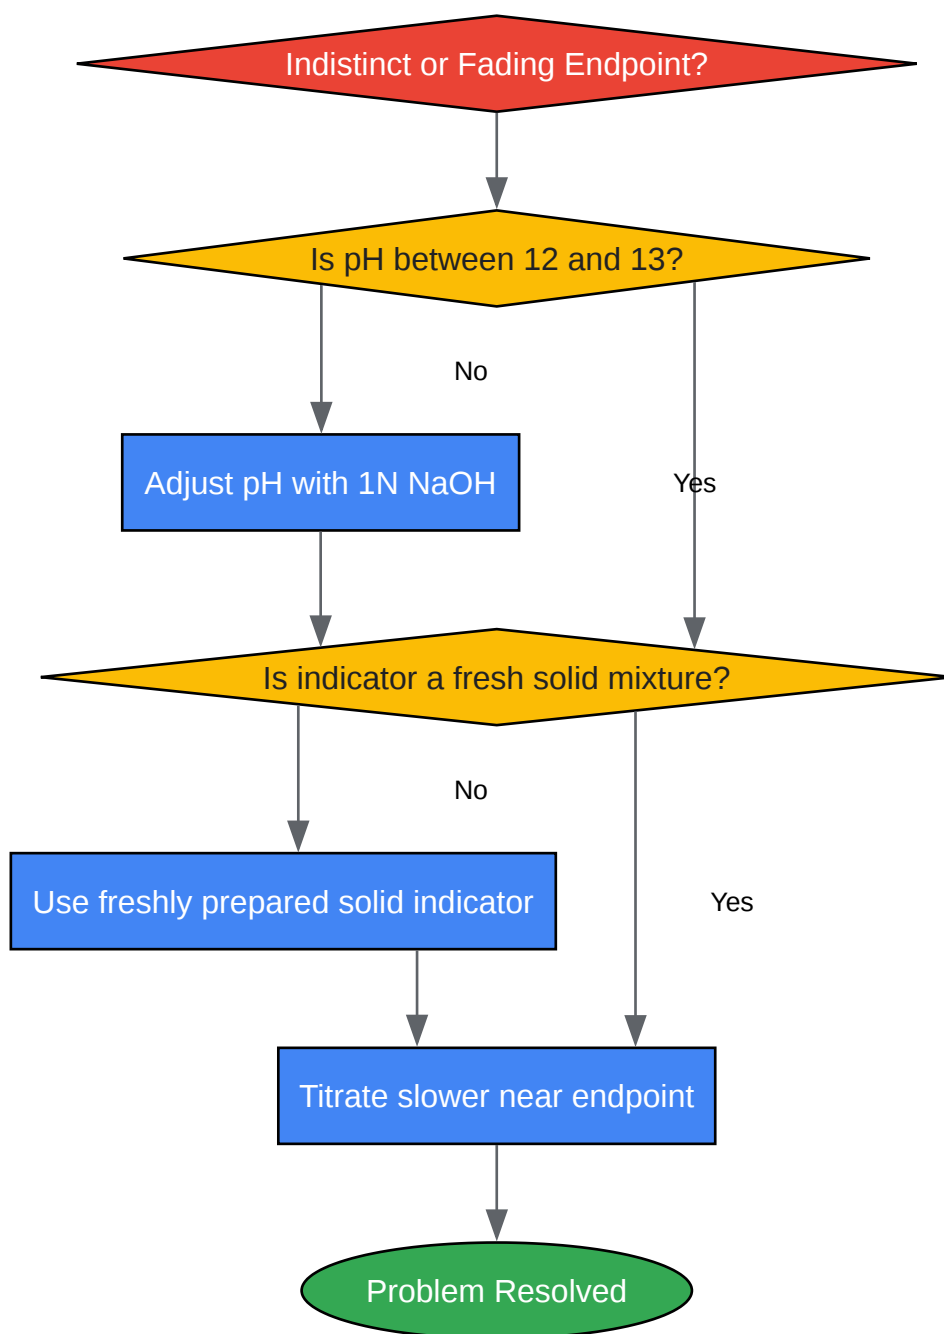 Indistinct or Fading Endpoint?
Is pH between 12 and 13?
No
Adjust pH with 1N NaOH
Yes
Is indicator a fresh solid mixture?
No
Use freshly prepared solid indicator
Yes
Titrate slower near endpoint
Problem Resolved